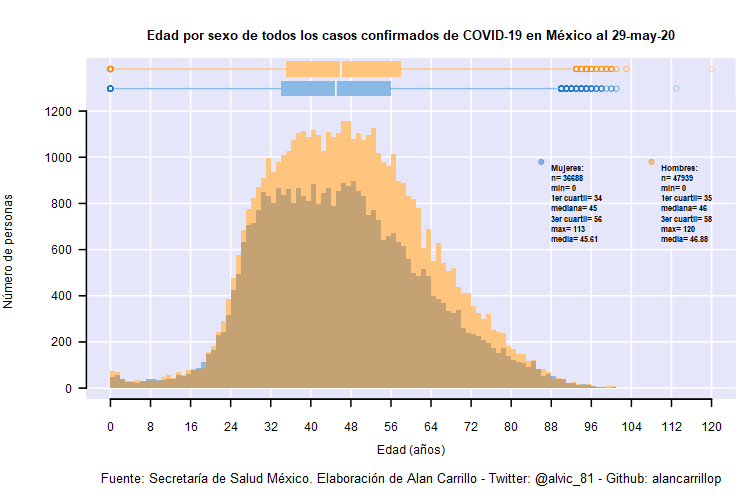 Edad por sexo de todos los casos confirmados de COVID-19 en México al 29-may-20
Número de personas
1200
1000
800
600
400
200
0
Mujeres:
n= 36688
min= 0
1er cuartil= 34
mediana= 45
3er cuartil= 56
max= 113
media= 45.61
Hombres:
n= 47939
min= 0
1er cuartil= 35
mediana= 46
3er cuartil= 58
max= 120
media= 46.88
0 8 16 24 32 40 48 56 64 72 80 88 96 104 112 120
Edad (años)
Fuente: Secretaría de Salud México. Elaboración de Alan Carrillo - Twitter: @alvic_81 - Github: alancarrillop